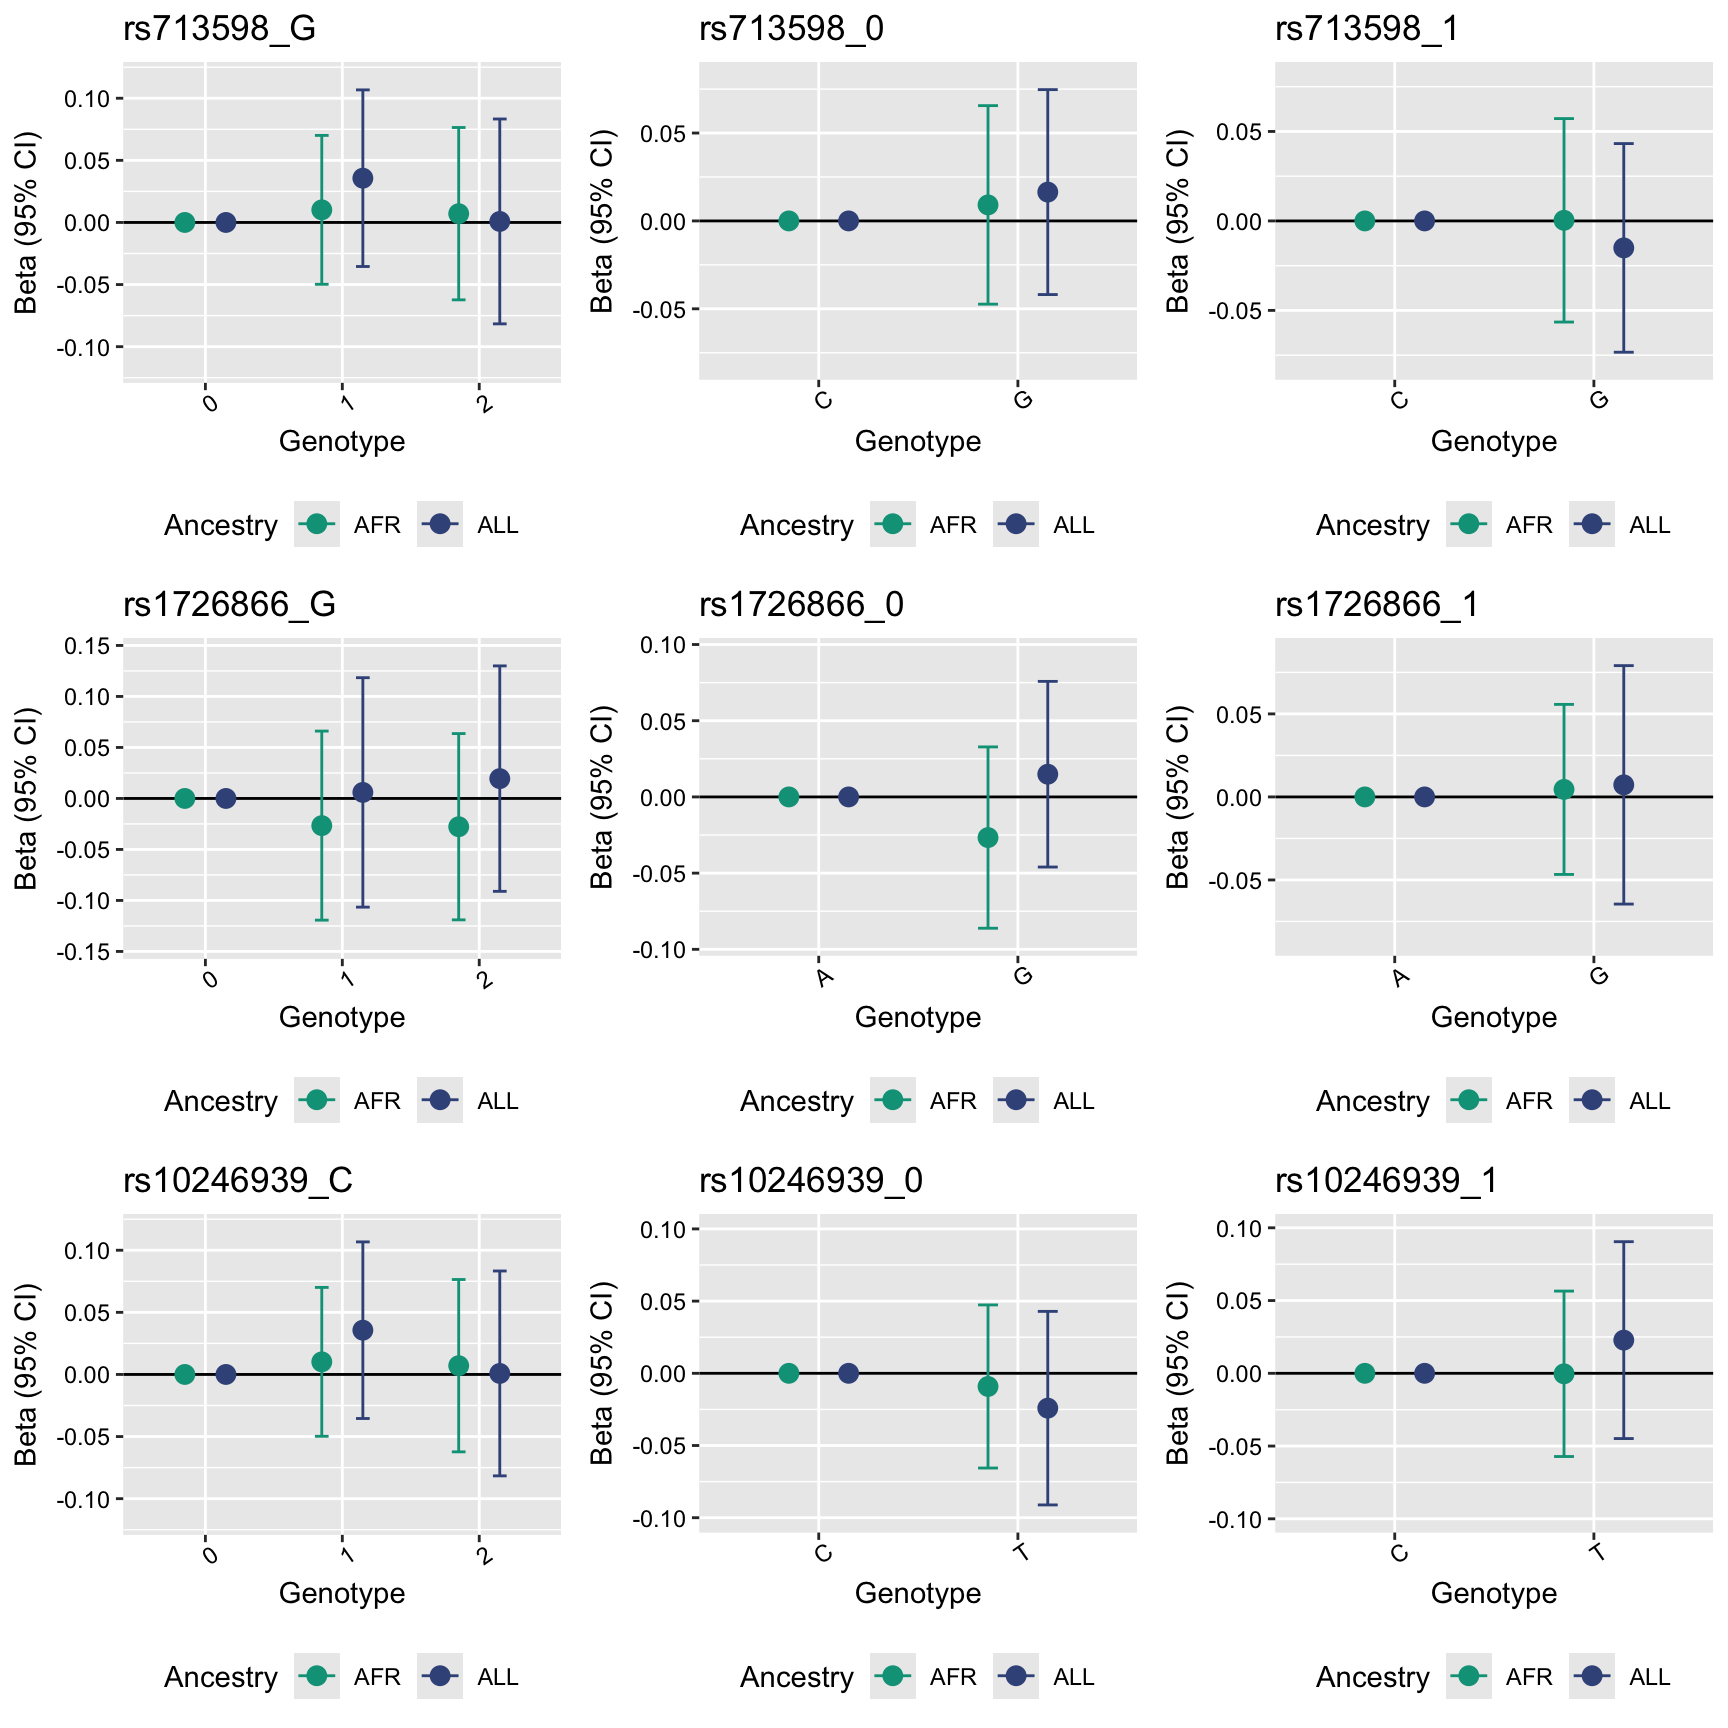 rs713598_G
Beta (95% CI)
0.10
0.05
0.00
-0.05
-0.10
0
1
2
Genotype
Ancestry AFR ALL
rs713598_0
Beta (95% CI)
0.05
0.00
-0.05
C
G
Genotype
Ancestry AFR ALL
rs713598_1
Beta (95% CI)
0.05
0.00
-0.05
C
G
Genotype
Ancestry AFR ALL
rs1726866_G
Beta (95% CI)
0.15
0.10
0.05
0.00
-0.05
-0.10
-0.15
0
1
2
Genotype
Ancestry AFR ALL
rs1726866_0
Beta (95% CI)
0.10
0.05
0.00
-0.05
-0.10
A
G
Genotype
Ancestry AFR ALL
rs1726866_1
Beta (95% CI)
0.05
0.00
-0.05
A
G
Genotype
Ancestry AFR ALL
rs10246939_C
Beta (95% CI)
0.10
0.05
0.00
-0.05
-0.10
0
1
2
Genotype
Ancestry AFR ALL
rs10246939_0
Beta (95% CI)
0.10
0.05
0.00
-0.05
-0.10
C
T
Genotype
Ancestry AFR ALL
rs10246939_1
Beta (95% CI)
0.10
0.05
0.00
-0.05
-0.10
C
T
Genotype
Ancestry AFR ALL